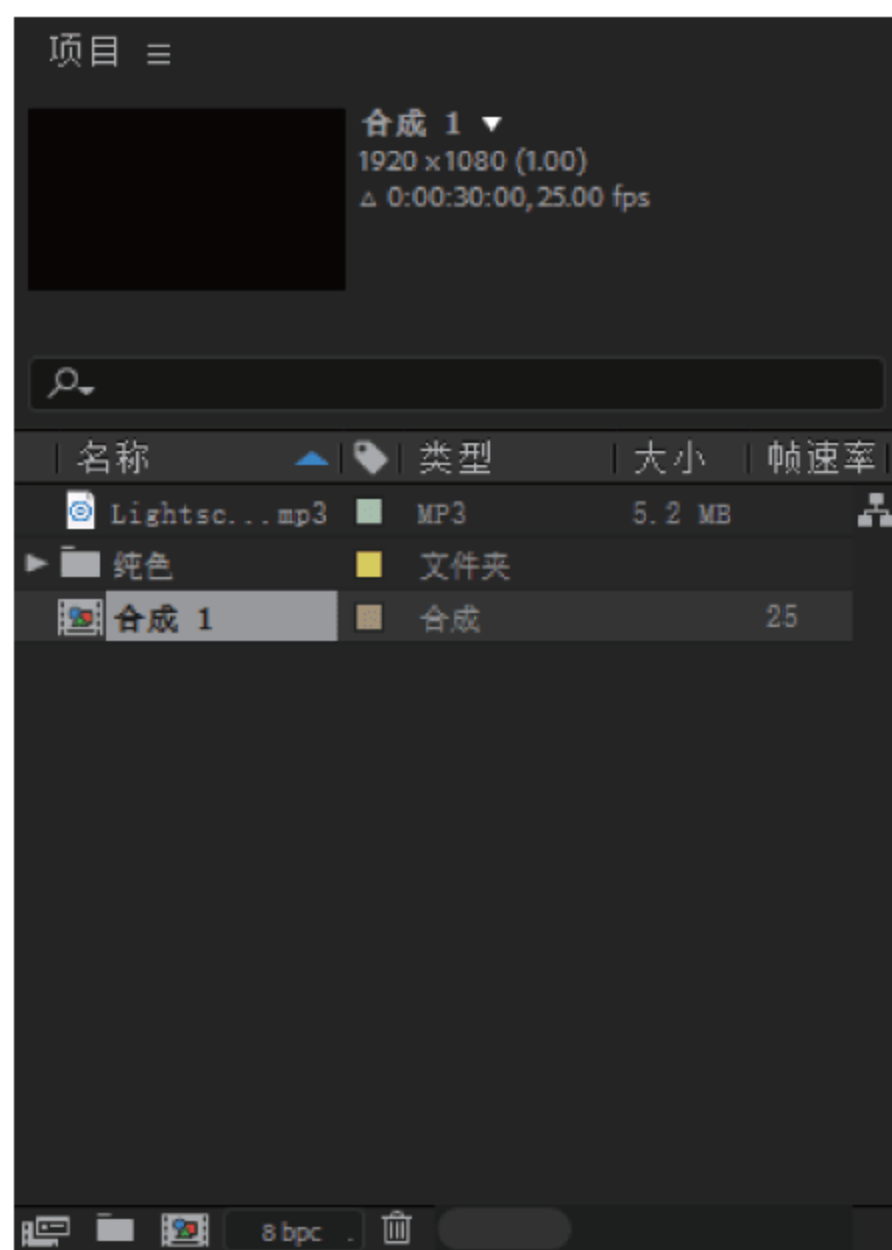 项目
合成 1
1920 x 1080 (1.00)
△ 0:00:30:00, 25.00 fps
名称 类型 大小 帧速率
Lightsc...mp3 MP3 5.2 MB
纯色 文件夹
合成 1 合成 25
8 bpc